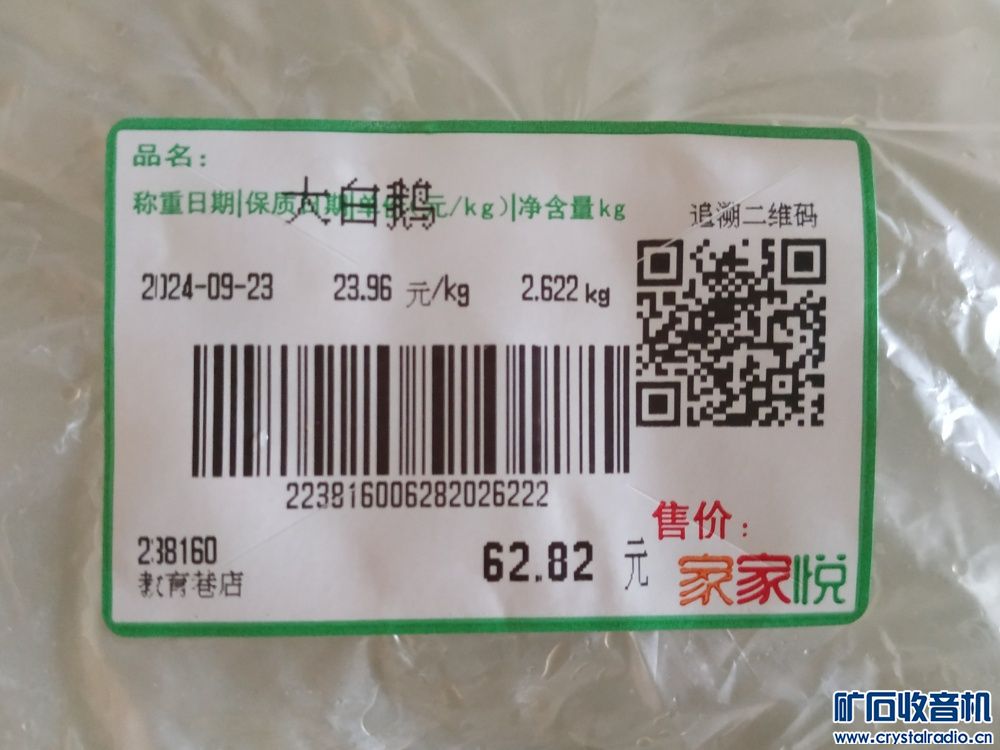 品名：
大白鹅
称重日期|保质日期|单价(元/kg)|净含量kg
追溯二维码
2024-09-23 23.96 元/kg 2.622 kg
223816006282026222
售价：
238160
62.82 元
教育巷店
家家悦
矿石收音机
www.crystalradio.cn